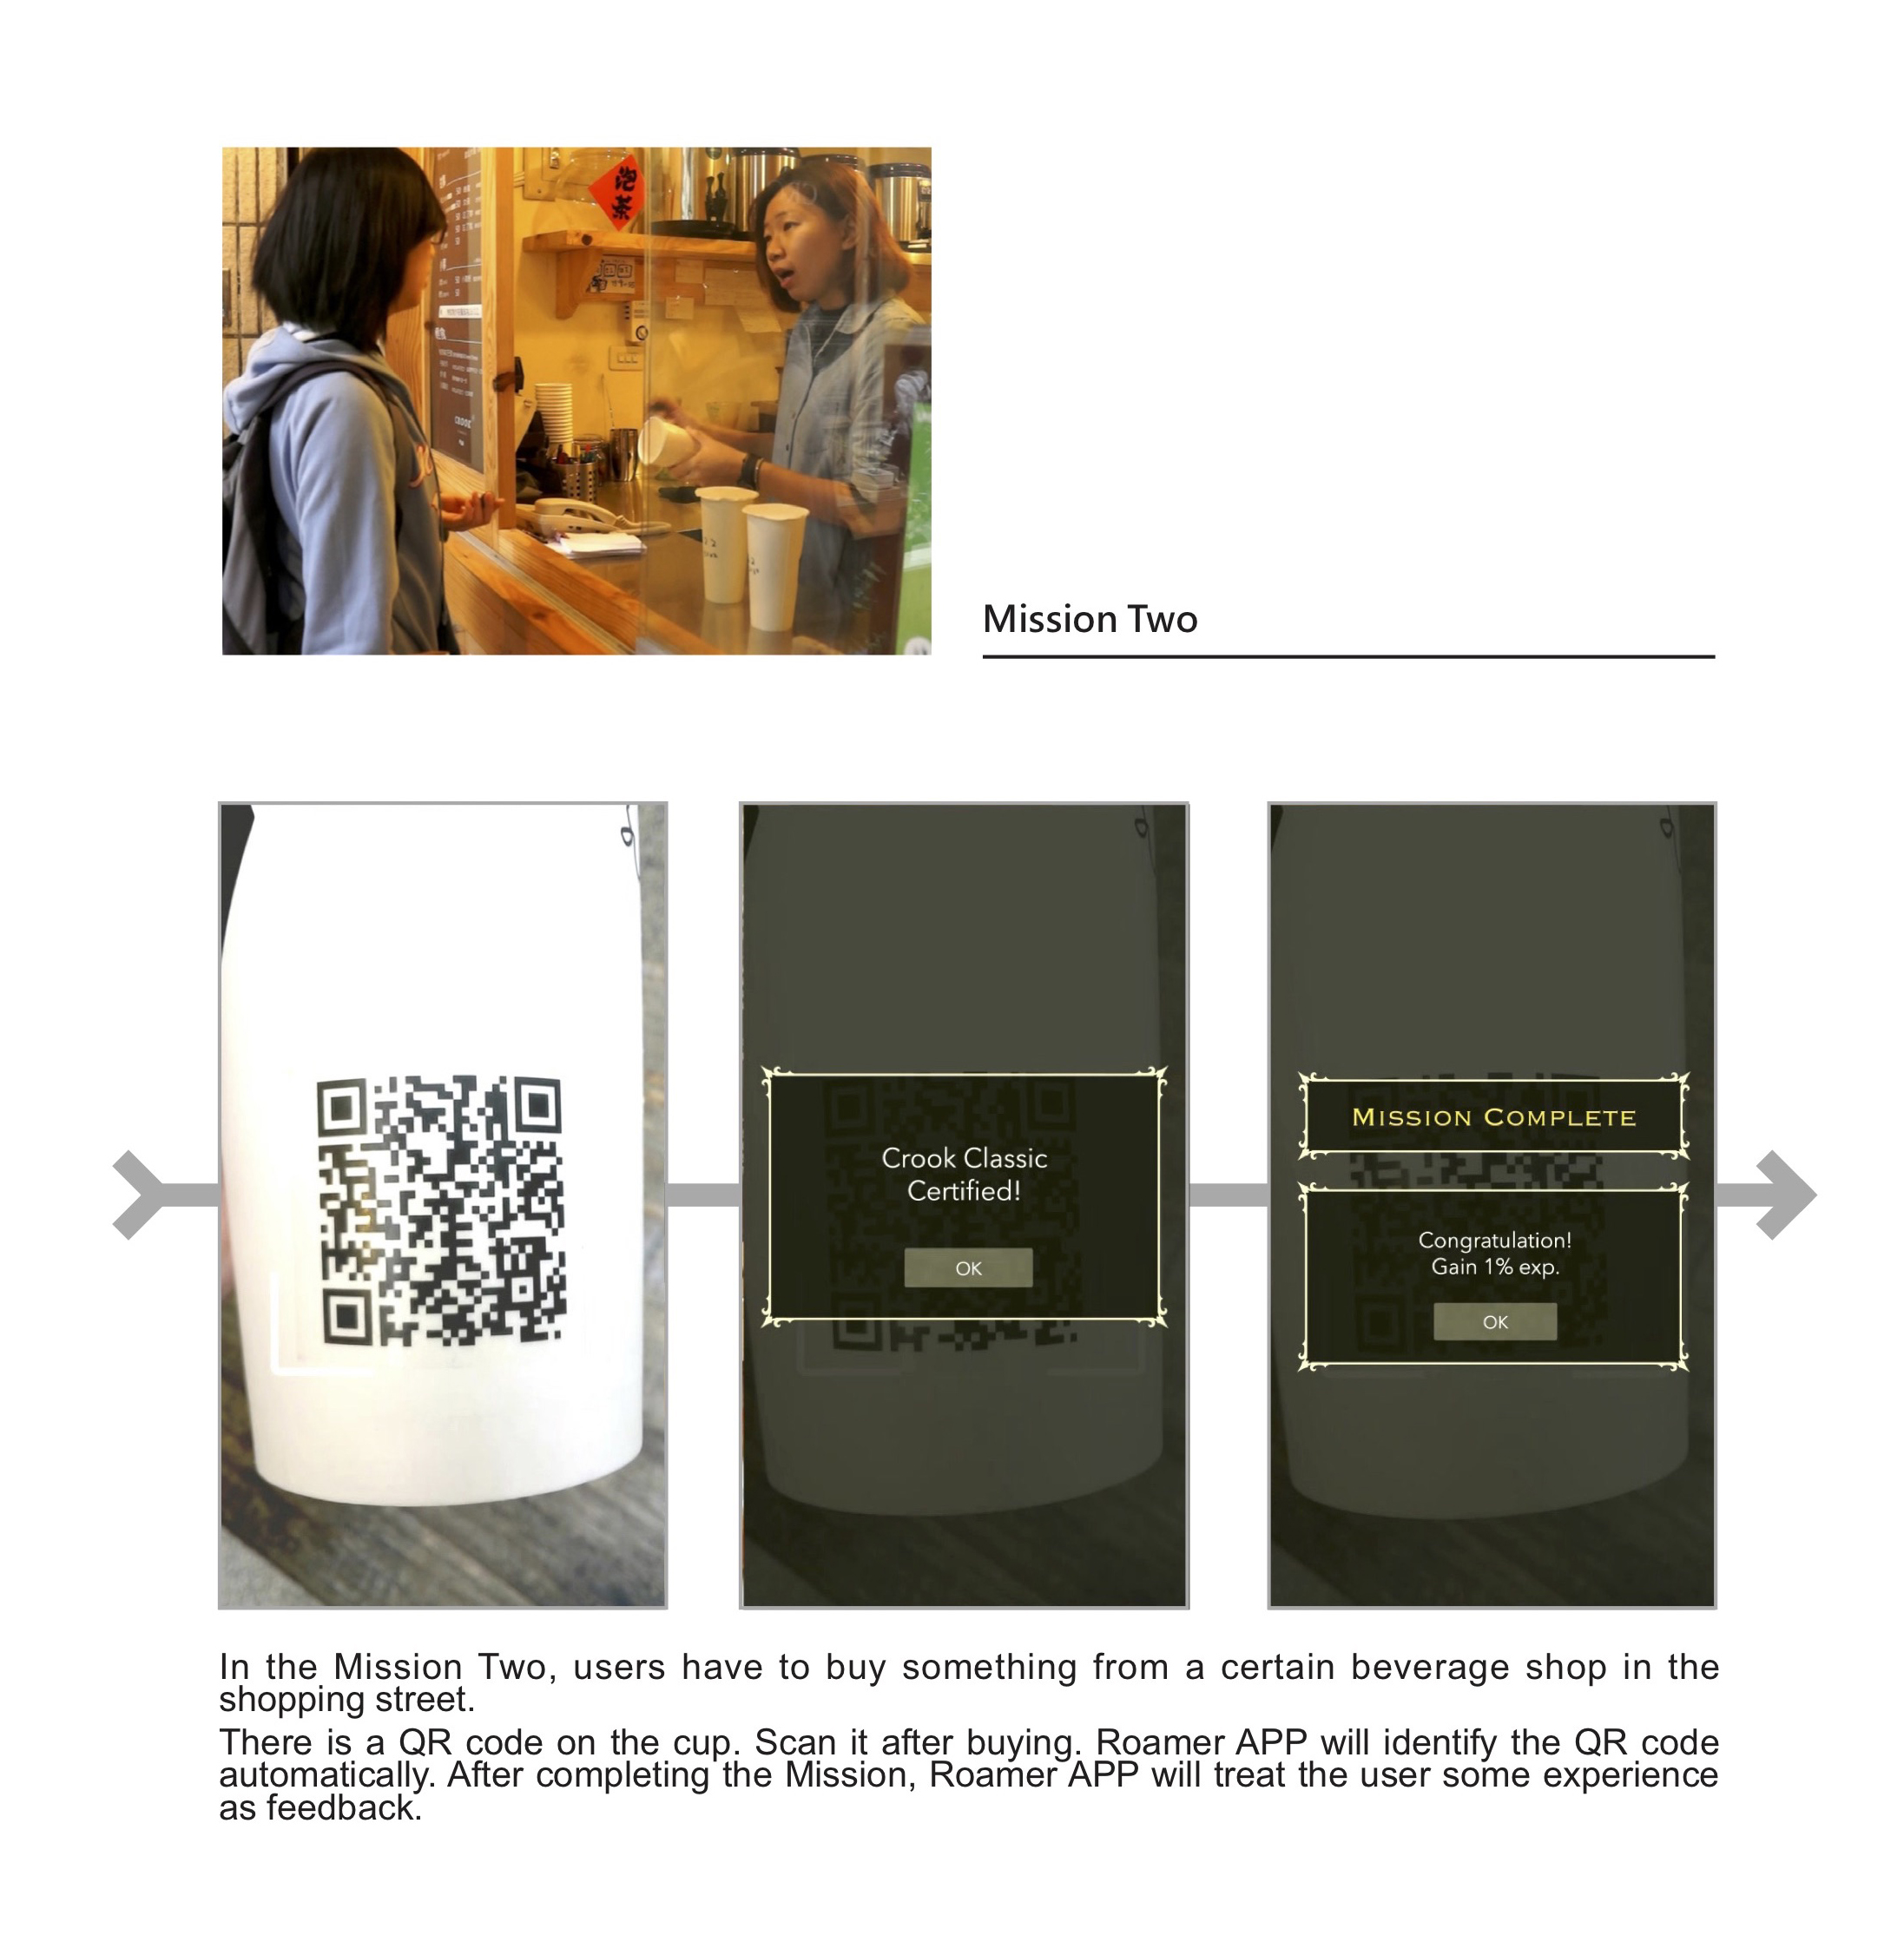 泡茶
Mission Two
Crook Classic
Certified!
OK
MISSION COMPLETE
Congratulation!
Gain 1% exp.
OK
In the Mission Two, users have to buy something from a certain beverage shop in the
shopping street.
There is a QR code on the cup. Scan it after buying. Roamer APP will identify the QR code
automatically. After completing the Mission, Roamer APP will treat the user some experience
as feedback.